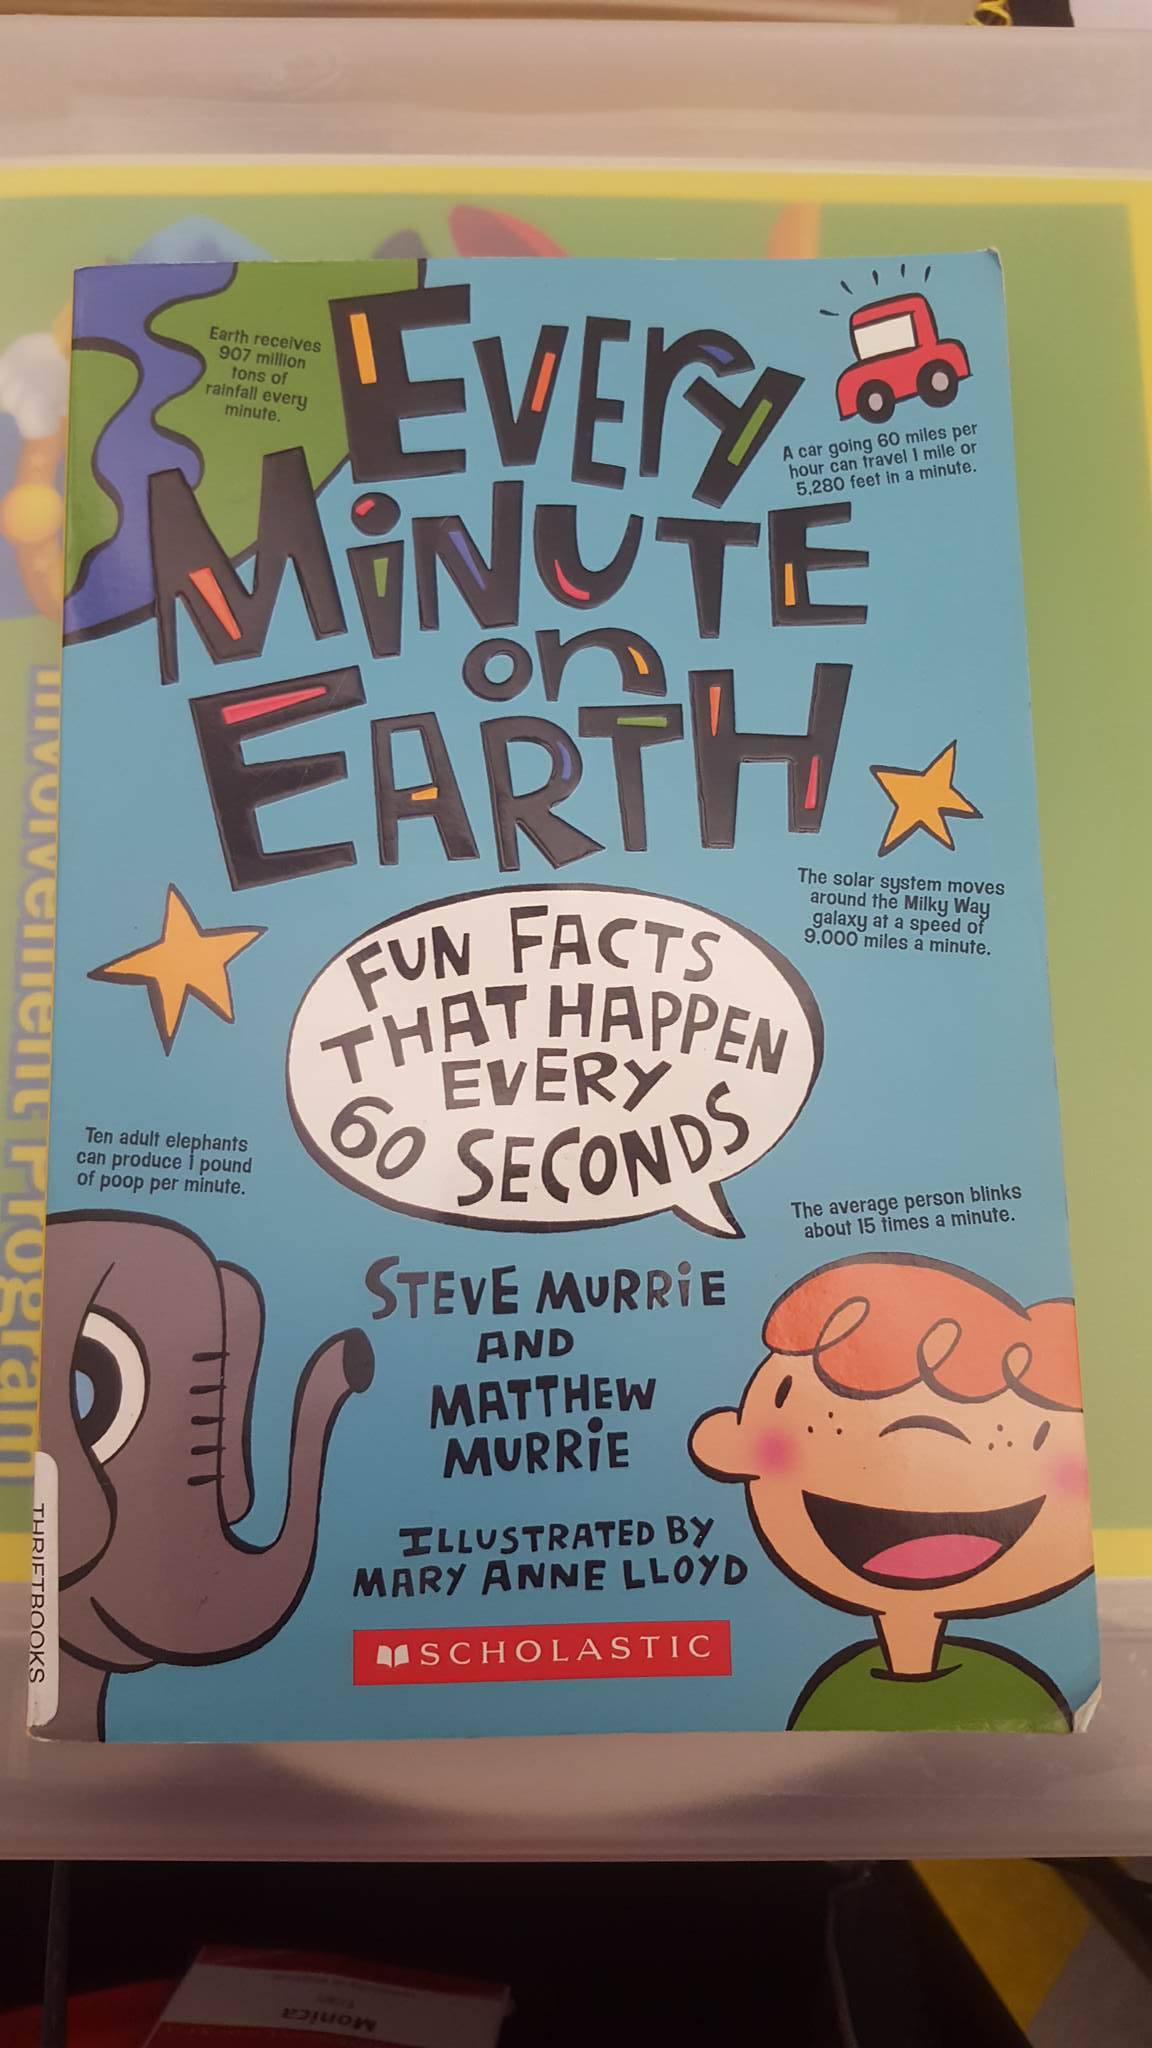 Earth receives
907 million
tons of
rainfall every
minute.
EVERY
MINUTE
on
EARTH
A car going 60 miles per
hour can travel 1 mile or
5,280 feet in a minute.
The solar system moves
around the Milky Way
galaxy at a speed of
9,000 miles a minute.
FUN FACTS
THAT HAPPEN
EVERY
60 SECONDS
Ten adult elephants
can produce 1 pound
of poop per minute.
The average person blinks
about 15 times a minute.
STEVE MURRiE
AND
MATTHEW
MURRiE
ILLUSTRATED BY
MARY ANNE LLOYD
SCHOLASTIC
THRIFTBOOKS
Involvement Program
Monica